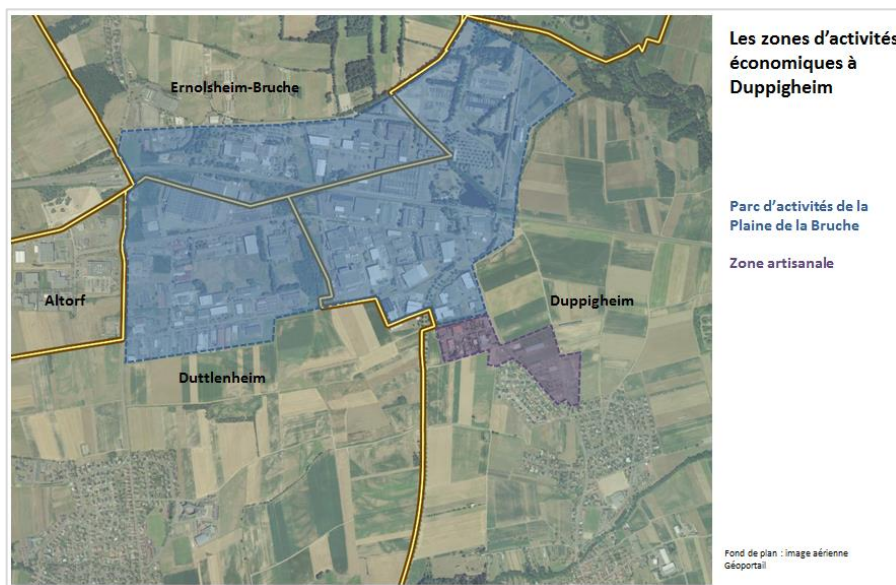 Les zones d'activités
économiques à
Duppigheim
Ernolsheim-Bruche
Parc d'activités de la
Plaine de la Bruche
Zone artisanale
Altorf
Duppigheim
Duttlenheim
Fond de plan : image aérienne
Géoportail